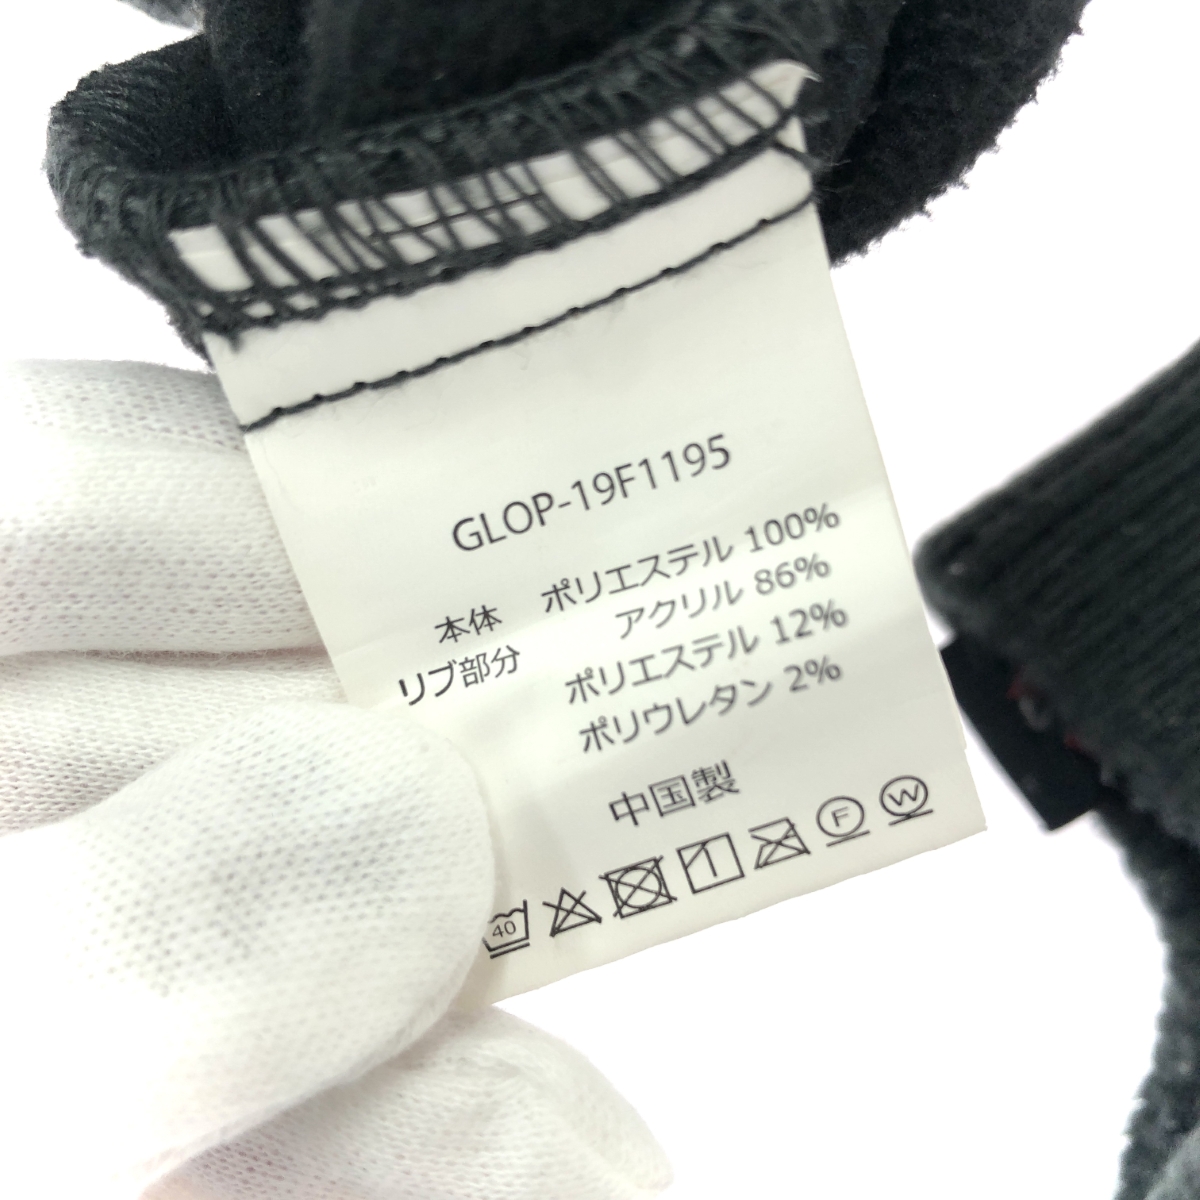 GLOP-19F1195
本体 ポリエステル 100%
リブ部分 アクリル 86%
ポリエステル 12%
ポリウレタン 2%
中国製
40 F W